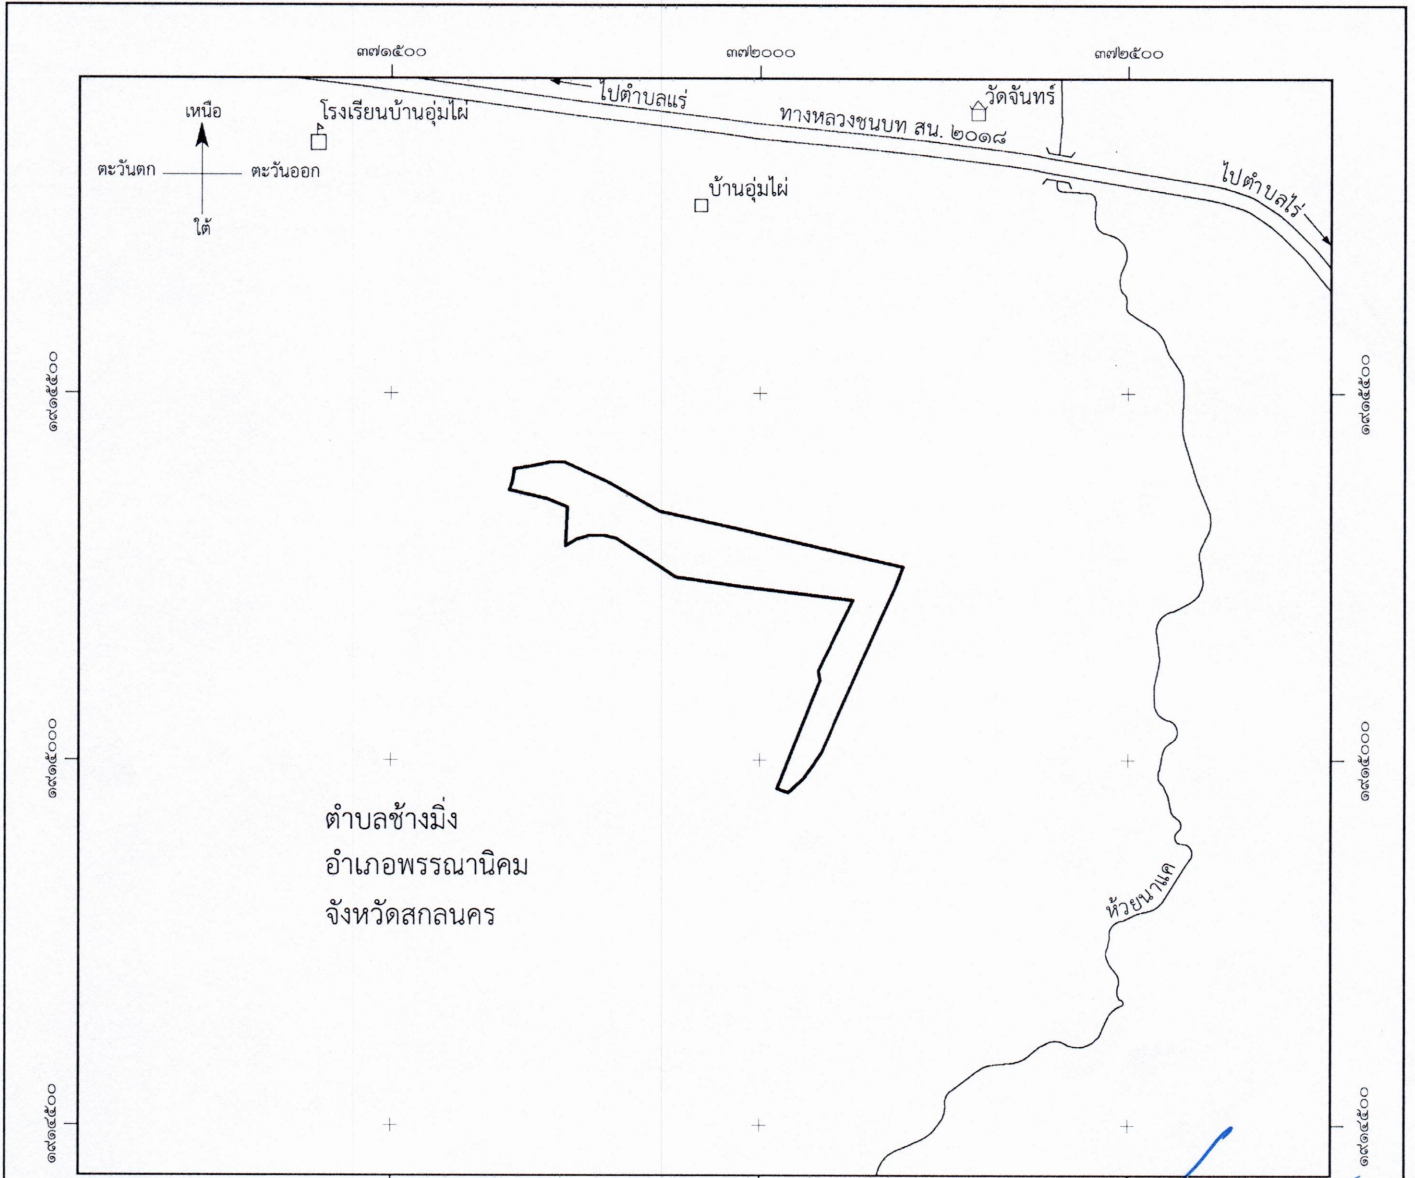 ๓๗๑๕๐๐ ๓๗๒๐๐๐ ๓๗๒๕๐๐
เหนือ
ตะวันตก ตะวันออก
ใต้
โรงเรียนบ้านอุ่มไผ่
ไปตำบลแร่
ทางหลวงชนบท สน. ๒๐๑๘
วัดจันทร์
ไปตำบลไร่
บ้านอุ่มไผ่
๑๙๑๕๕๐๐ ๑๙๑๕๕๐๐
๑๙๑๕๐๐๐ ๑๙๑๕๐๐๐
ตำบลช้างมิ่ง
อำเภอพรรณานิคม
จังหวัดสกลนคร
ห้วยนาแค
๑๙๑๔๕๐๐ ๑๙๑๔๕๐๐